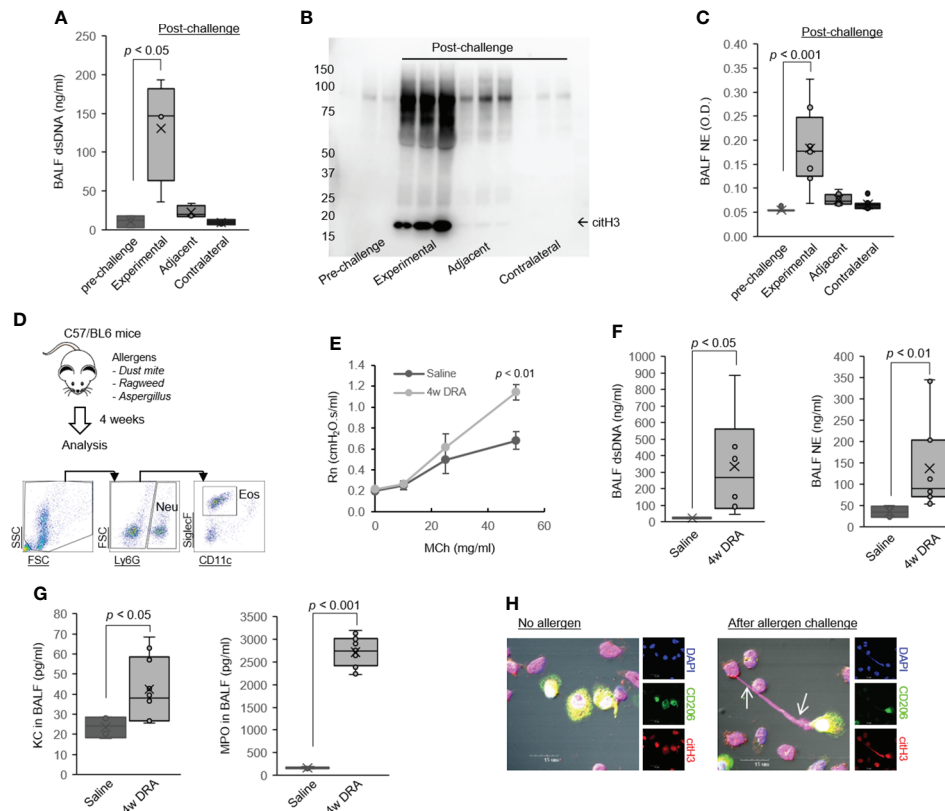 A
Post-challenge
p < 0.05
BALF dsDNA (ng/ml)
250
200
150
100
50
0
pre-challenge
Experimental
Adjacent
Contralateral
B
Post-challenge
150
100
75
50
37
25
20
15
← citH3
Pre-challenge
Experimental
Adjacent
Contralateral
C
Post-challenge
p < 0.001
BALF NE (O.D.)
0.40
0.35
0.30
0.25
0.20
0.15
0.10
0.05
0.00
pre-challenge
Experimental
Adjacent
Contralateral
D
C57/BL6 mice
Allergens
- Dust mite
- Ragweed
- Aspergillus
4 weeks
Analysis
SSC
FSC
FSC
Ly6G
Neu
SiglecF
CD11c
Eos
E
Saline
4w DRA
p < 0.01
Rn (cmH2O.s/ml)
1.4
1.2
1.0
0.8
0.6
0.4
0.2
0.0
0
20
40
60
MCh (mg/ml)
F
p < 0.05
BALF dsDNA (ng/ml)
1000
900
800
700
600
500
400
300
200
100
0
Saline
4w DRA
p < 0.01
BALF NE (ng/ml)
400
350
300
250
200
150
100
50
0
Saline
4w DRA
G
p < 0.05
KC in BALF (pg/ml)
80
70
60
50
40
30
20
10
0
Saline
4w DRA
p < 0.001
MPO in BALF (pg/ml)
3500
3000
2500
2000
1500
1000
500
0
Saline
4w DRA
H
No allergen
DAPI
CD206
citH3
15 um
After allergen challenge
DAPI
CD206
citH3
15 um